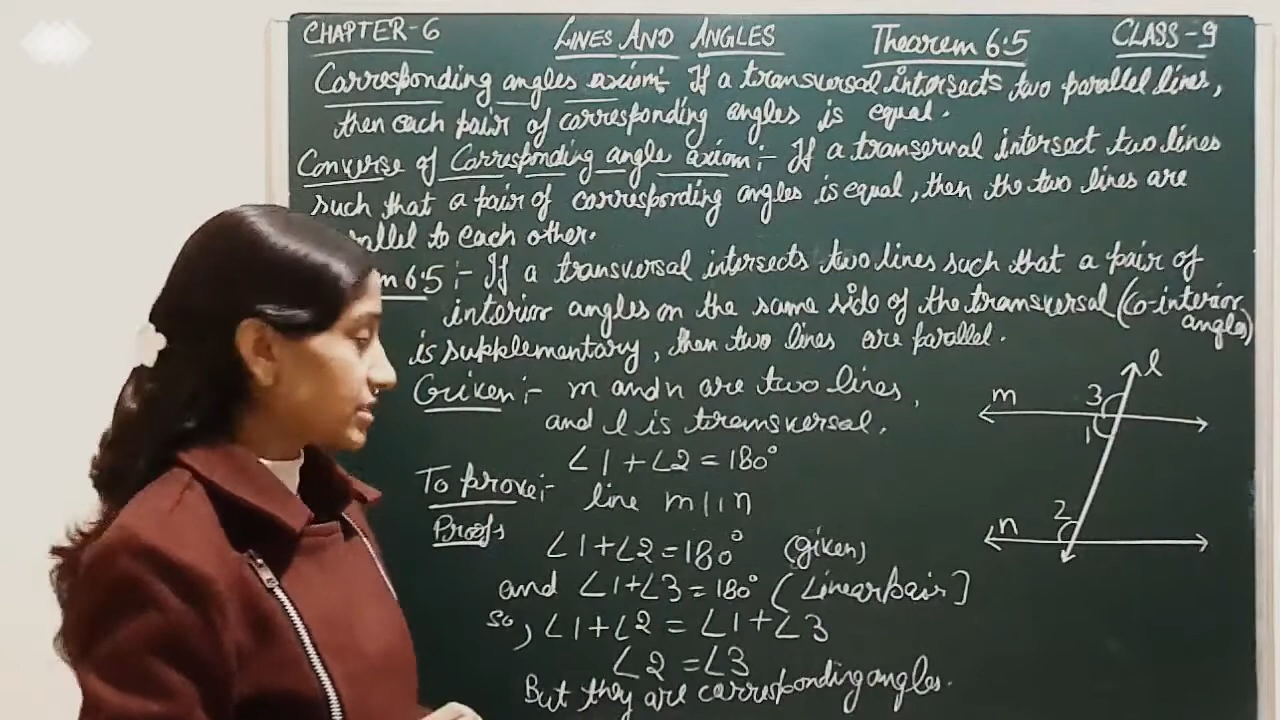 CHAPTER-6 LINES AND ANGLES Theorem 6.5 CLASS-9
Carresponding angles axiom:- If a transversal intersects two parallel lines,
then each pair of corresponding angles is equal.
Converse of Corresponding angle axiom:- If a transerval intersect two lines
such that a pair of corresponding angles is equal, then the two lines are
allel to each other.
m 6.5:- If a transversal intersects two lines such that a pair of
interior angles on the same side of the transversal (Co-interior
angles)
is supplementary, then two lines are parallel.
Given:- m and n are two lines,
and l is transversal.
∠1+∠2=180°
To prove:- line m||n
Proof:
∠1+∠2=180° (given)
and ∠1+∠3=180° (Linear pair]
so, ∠1+∠2=∠1+∠3
∠2=∠3
But they are carresponding angles.
l
m 3
1
n 2